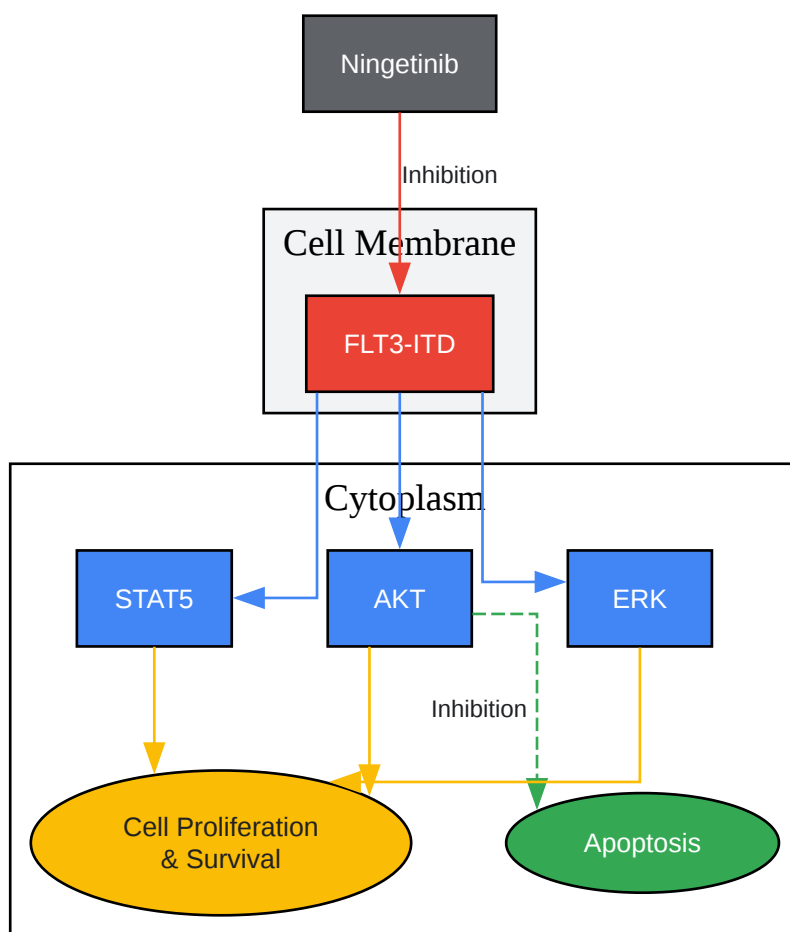 Ningetinib
Inhibition
Cell Membrane
FLT3-ITD
Cytoplasm
STAT5
AKT
ERK
Inhibition
Cell Proliferation
& Survival
Apoptosis